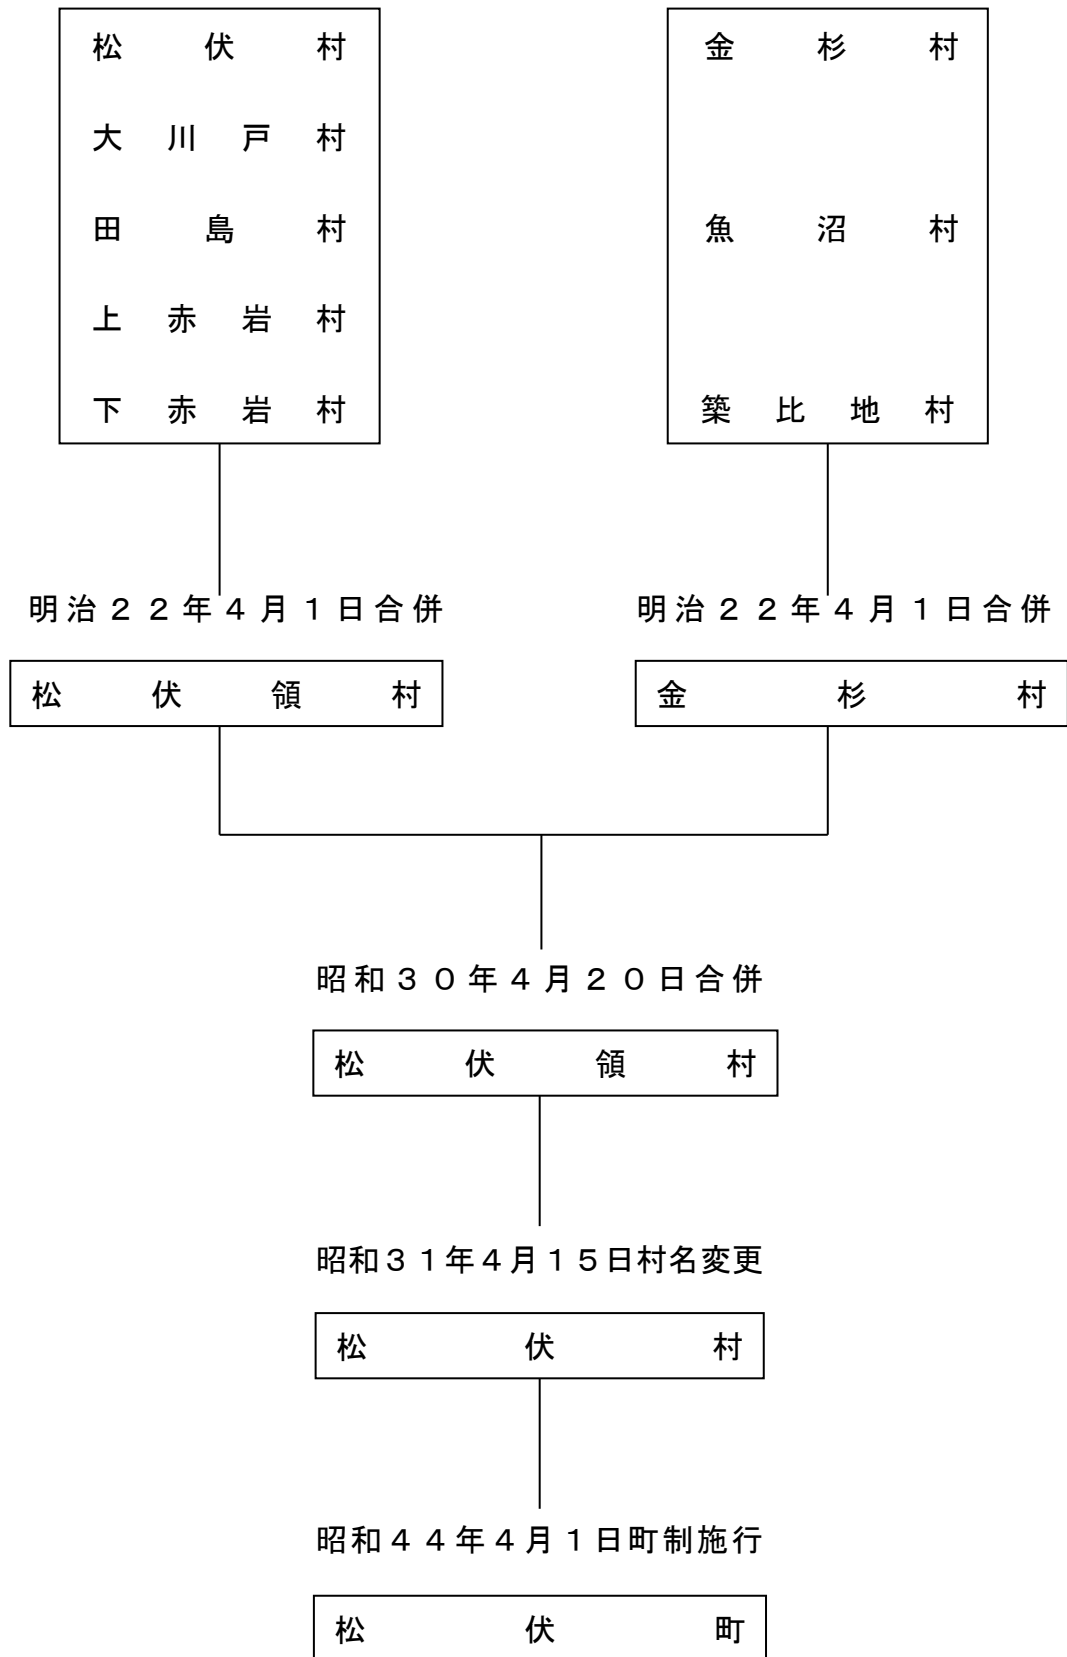 松伏村
大川戸村
田島村
上赤岩村
下赤岩村
金杉村
魚沼村
築比地村
明治２２年４月１日合併
明治２２年４月１日合併
松伏領村
金杉村
昭和３０年４月２０日合併
松伏領村
昭和３１年４月１５日村名変更
松伏村
昭和４４年４月１日町制施行
松伏町